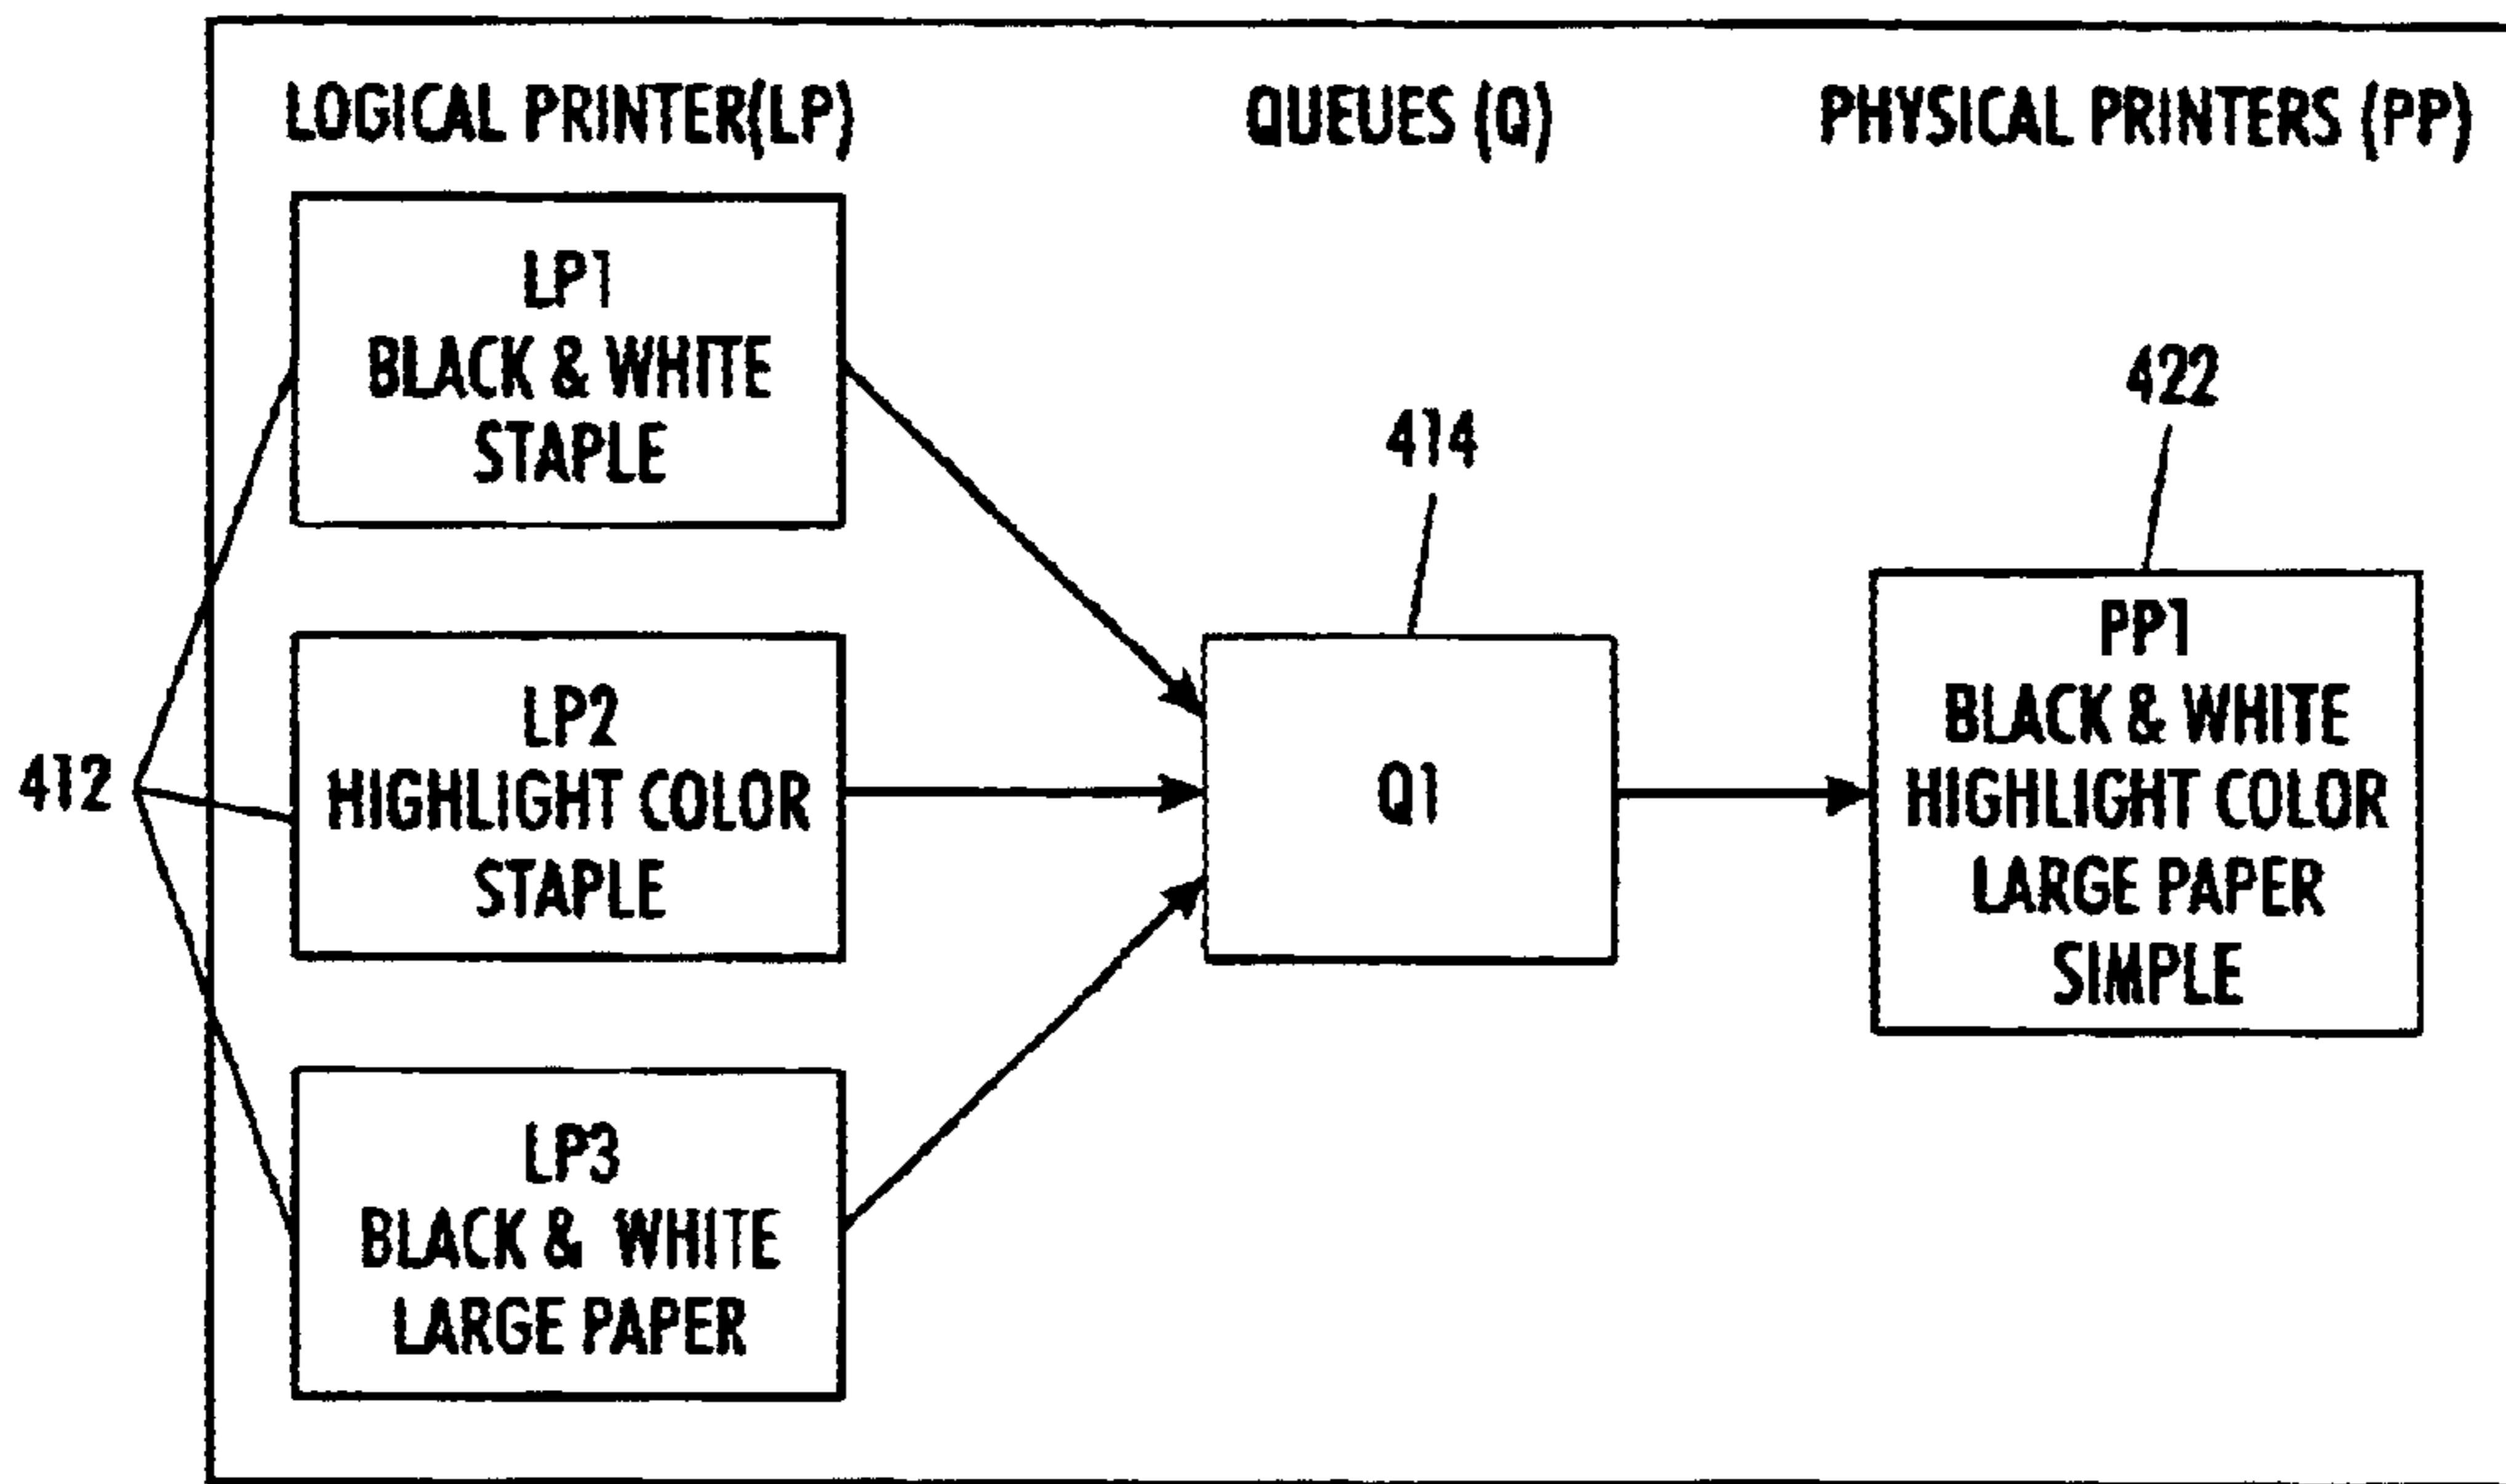 LOGICAL PRINTER(LP)
QUEUES (Q)
PHYSICAL PRINTERS (PP)
LP1
BLACK & WHITE
STAPLE
LP2
HIGHLIGHT COLOR
STAPLE
LP3
BLACK & WHITE
LARGE PAPER
412
414
Q1
422
PP1
BLACK & WHITE
HIGHLIGHT COLOR
LARGE PAPER
SIMPLE